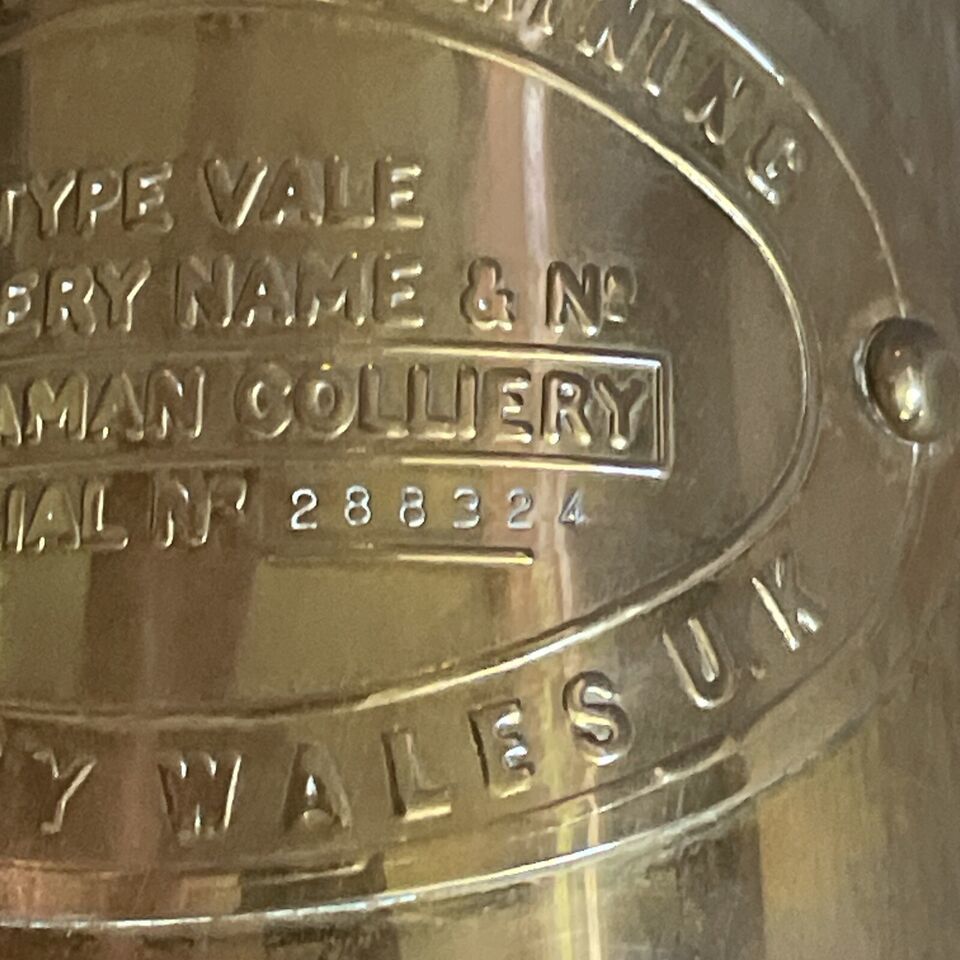 MINING
TYPE VALE
ERY NAME & Nº
AMAN COLLIERY
IAL Nº 288324
Y WALES U.K